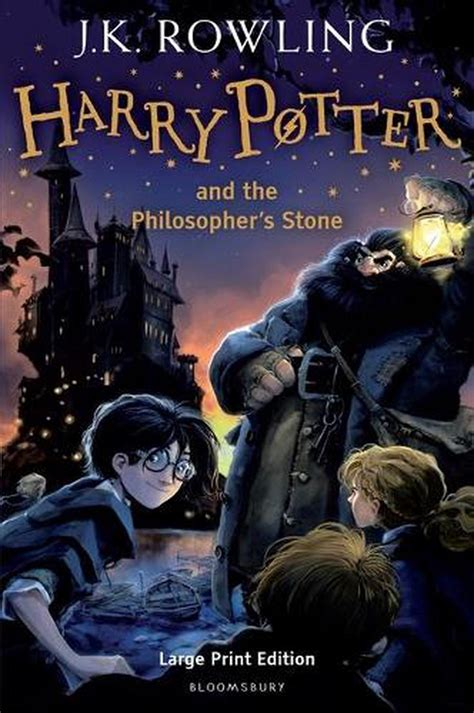 J.K. ROWLING
HARRY POTTER
and the
Philosopher's Stone
Large Print Edition
BLOOMSBURY